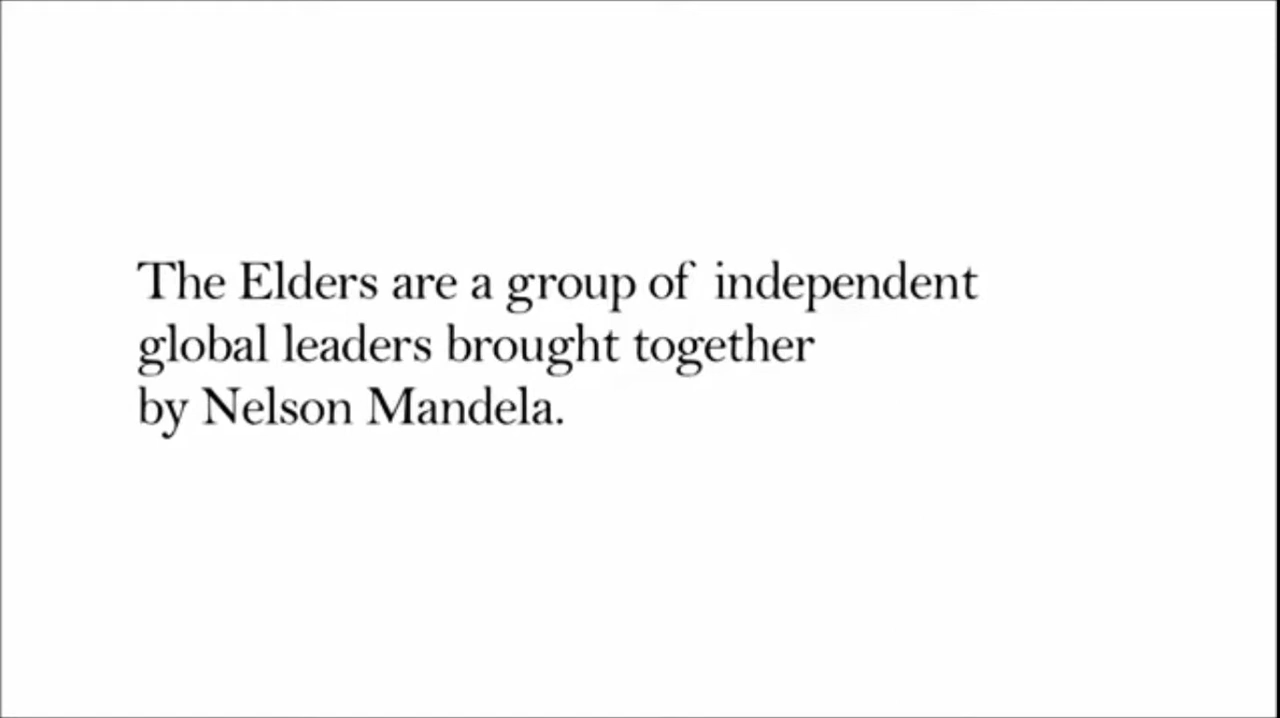 The Elders are a group of independent
global leaders brought together
by Nelson Mandela.